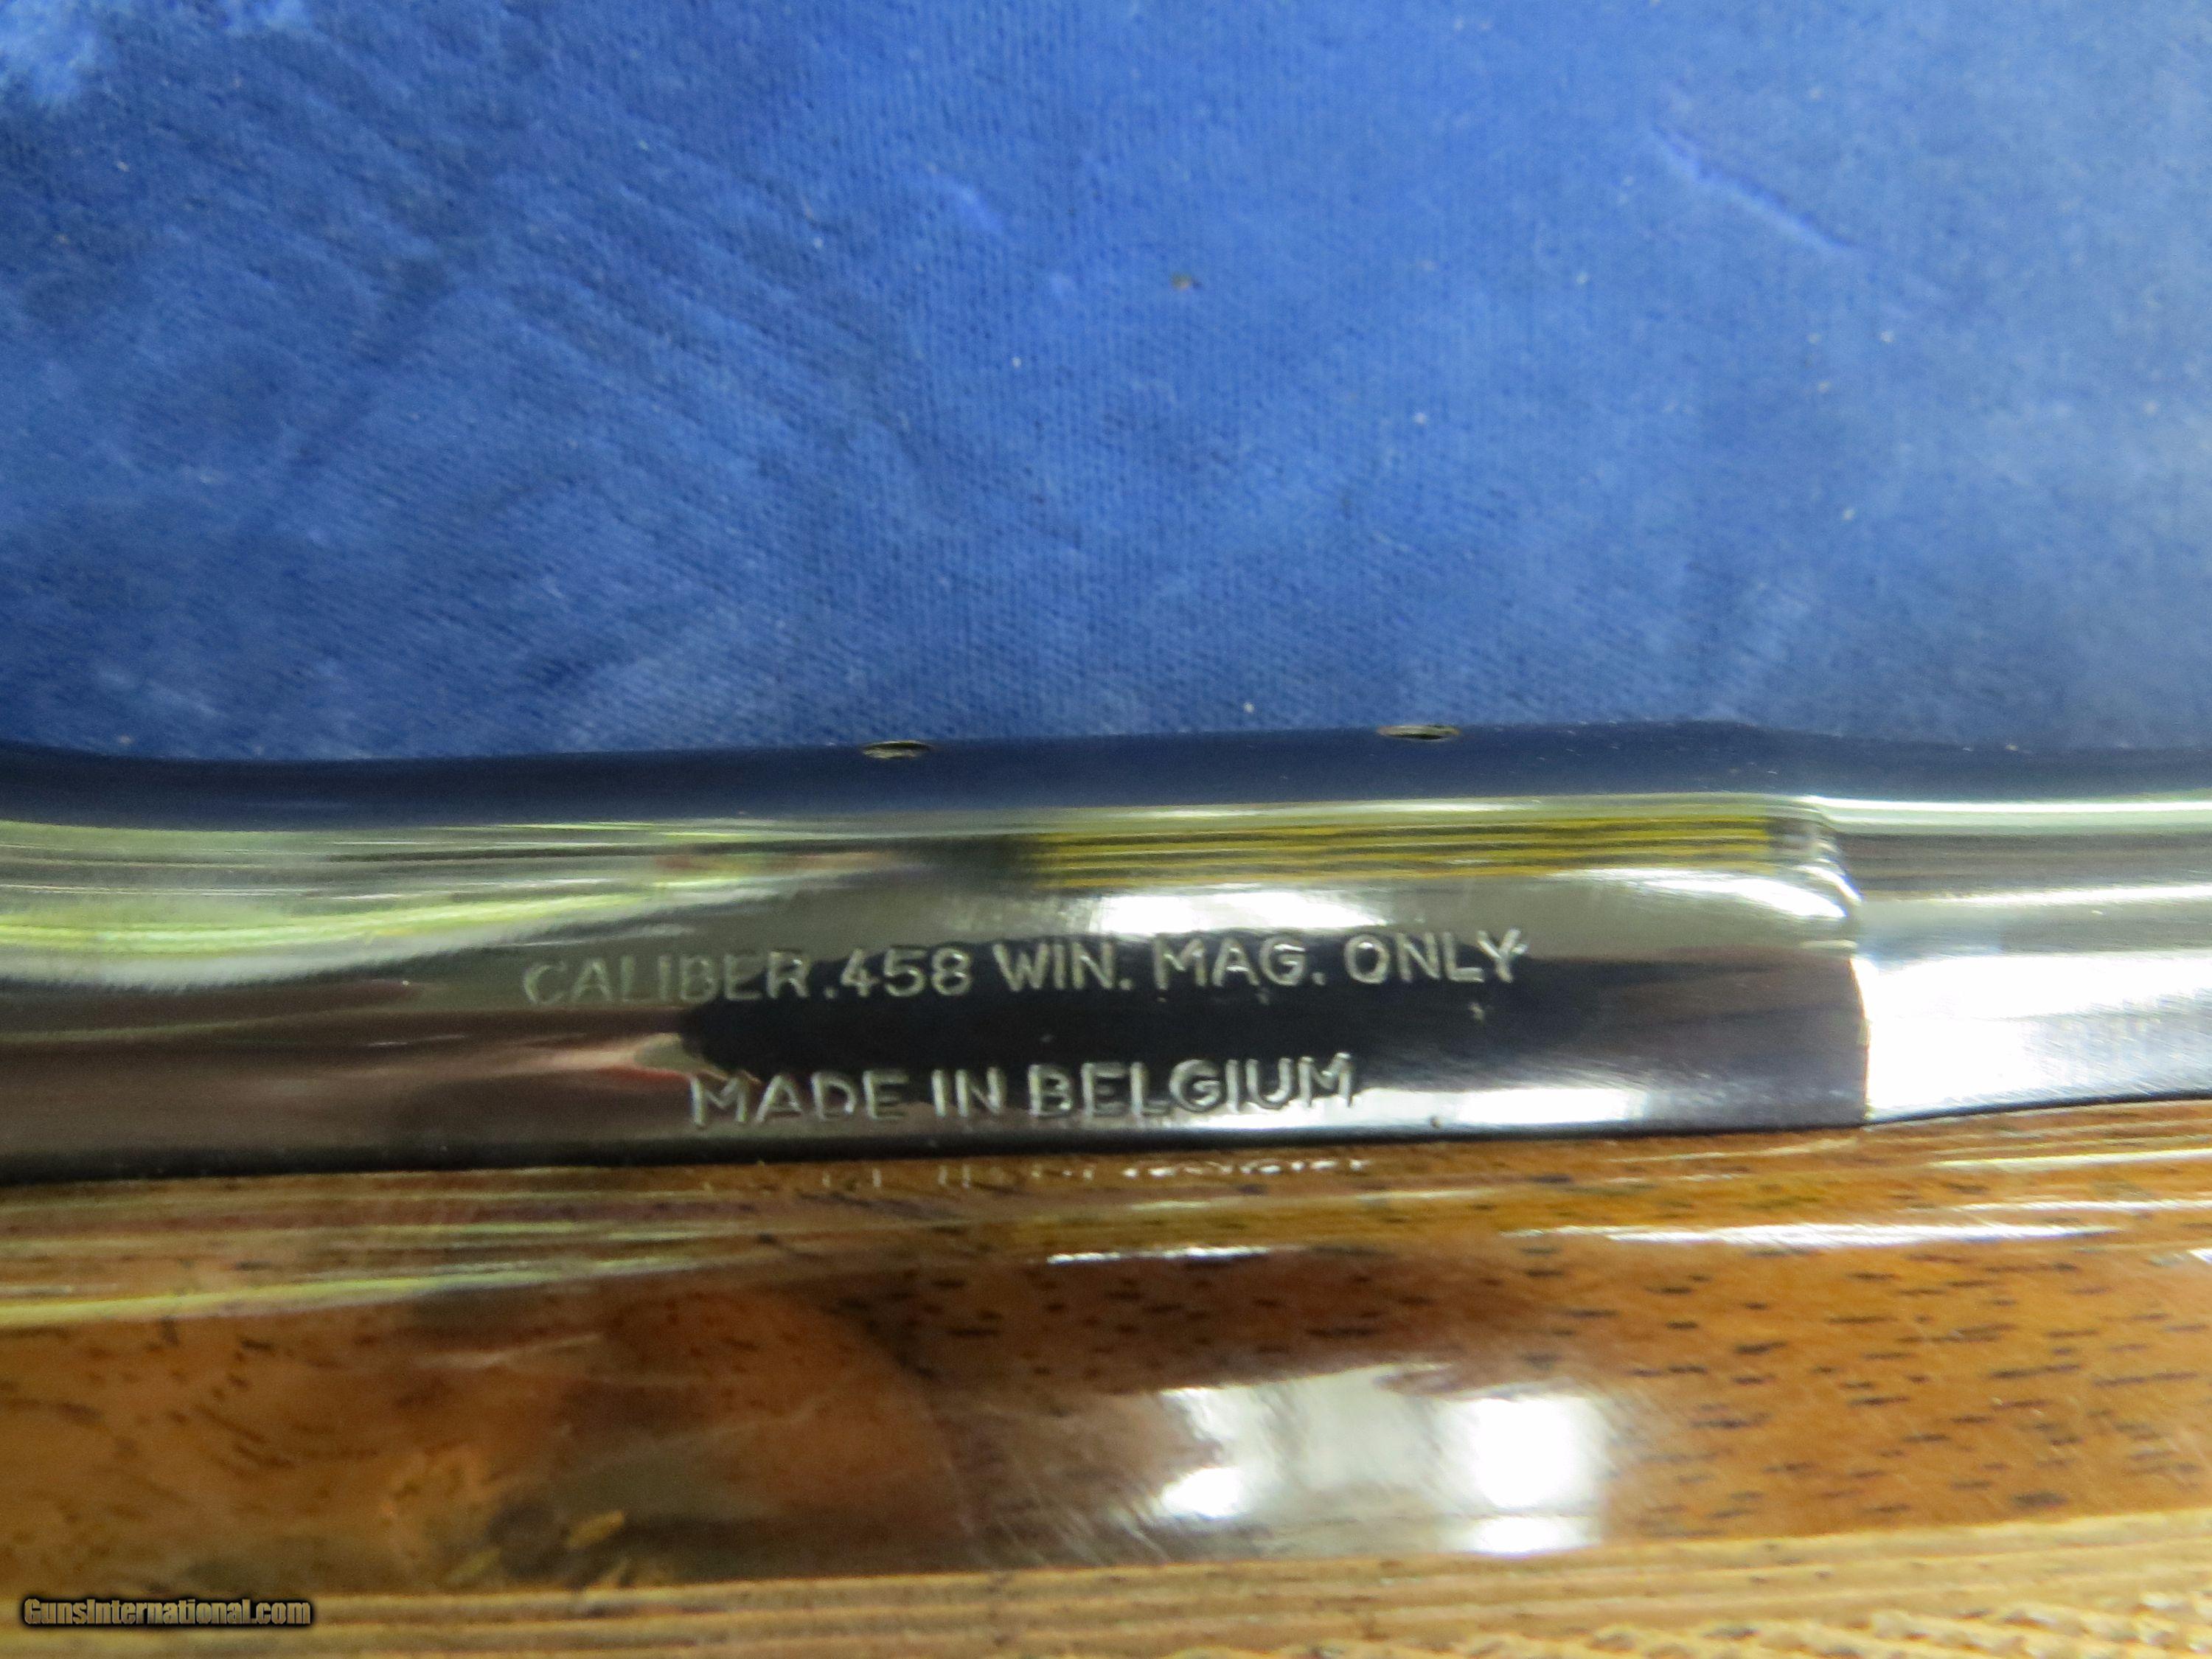 CALIBER .458 WIN. MAG. ONLY
MADE IN BELGIUM
GunsInternational.com